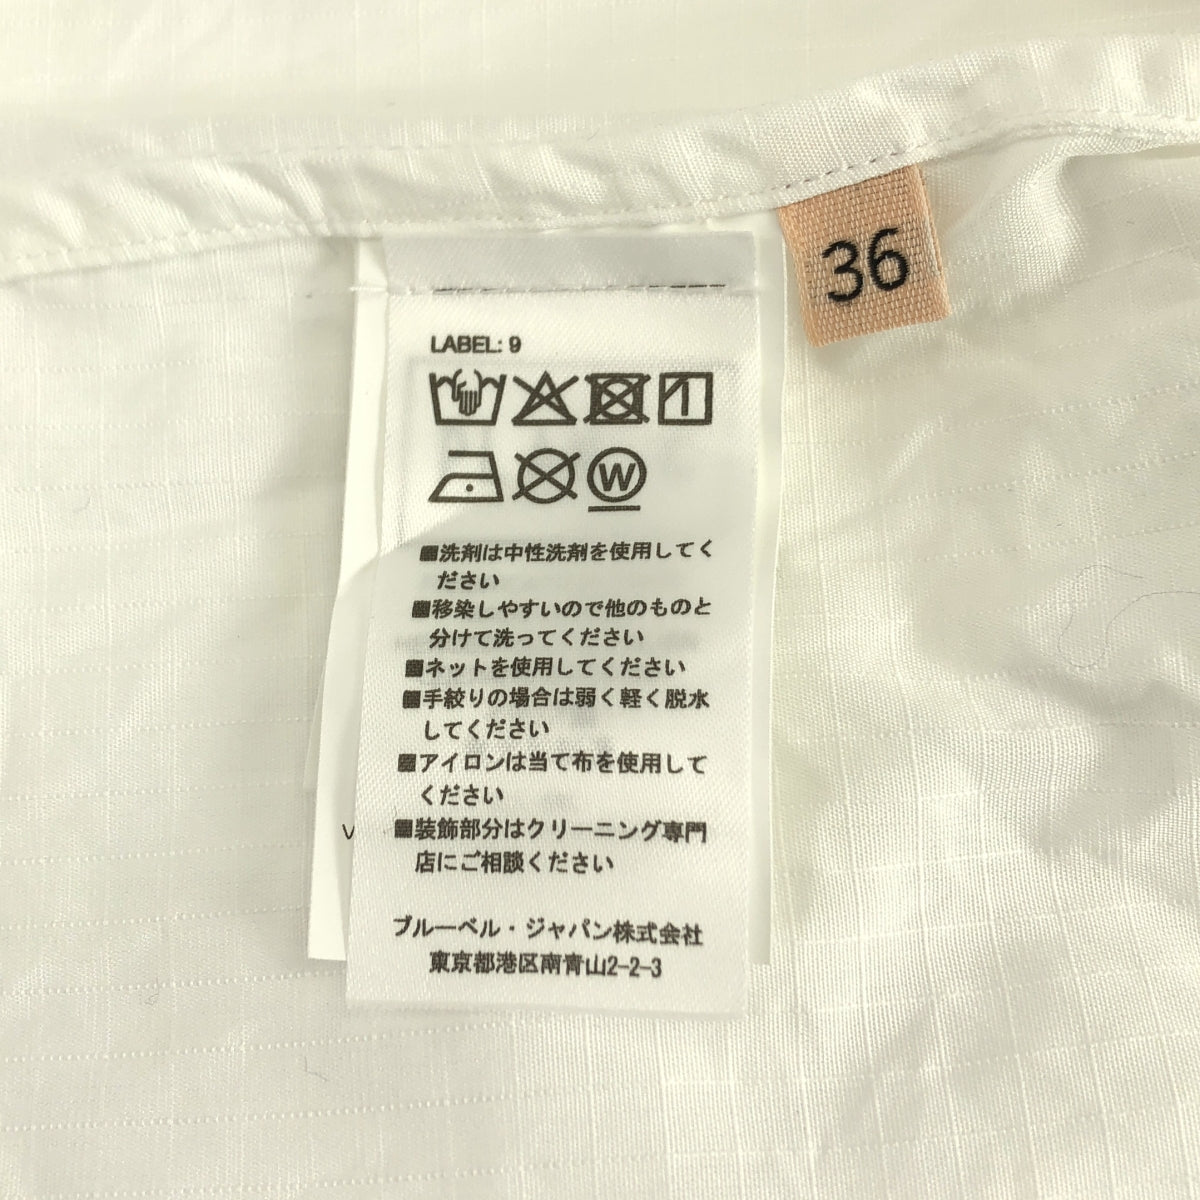 36
LABEL: 9
W
■洗剤は中性洗剤を使用してく
ださい
■移染しやすいので他のものと
分けて洗ってください
■ネットを使用してください
■手絞りの場合は弱く軽く脱水
してください
■アイロンは当て布を使用して
ください
■装飾部分はクリーニング専門
店にご相談ください
ブルーベル・ジャパン株式会社
東京都港区南青山2-2-3